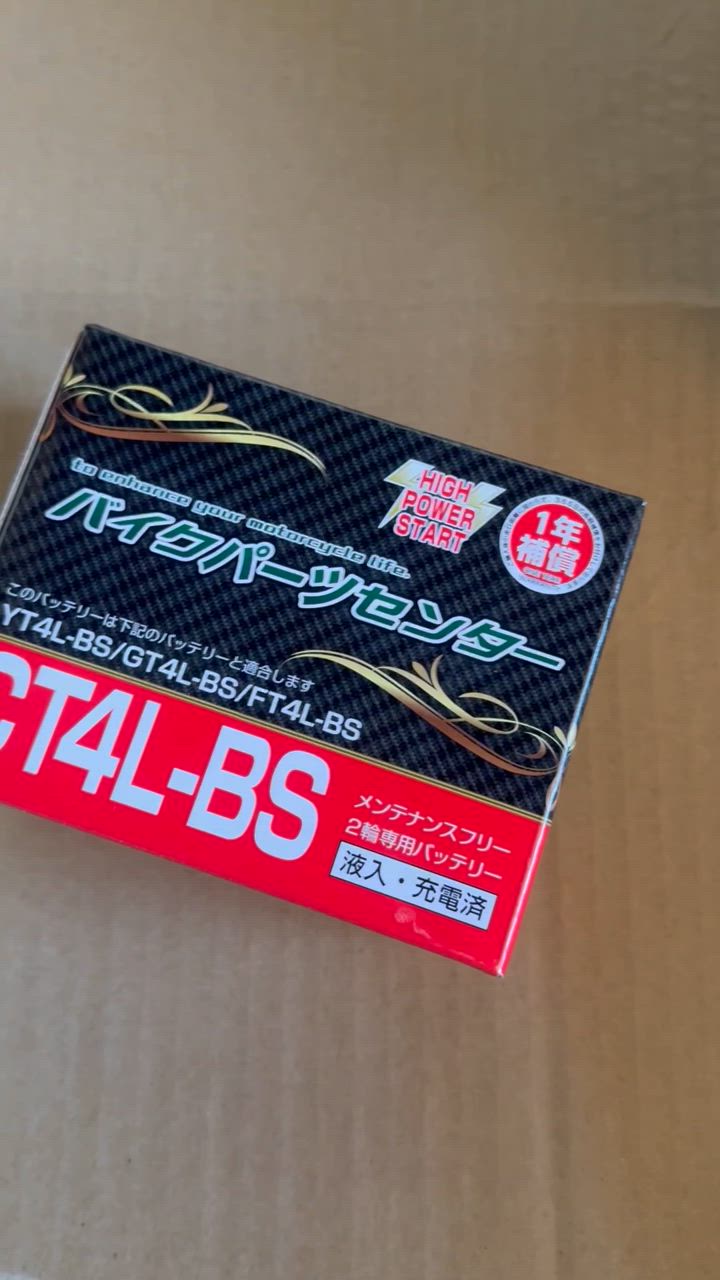 to enhance your motorcycle life.
バイクパーツセンター
HIGH
POWER
START
1年
補償
このバッテリーは下記のバッテリーと適合します
YT4L-BS/GT4L-BS/FT4L-BS
CT4L-BS
メンテナンスフリー
2輪専用バッテリー
液入・充電済